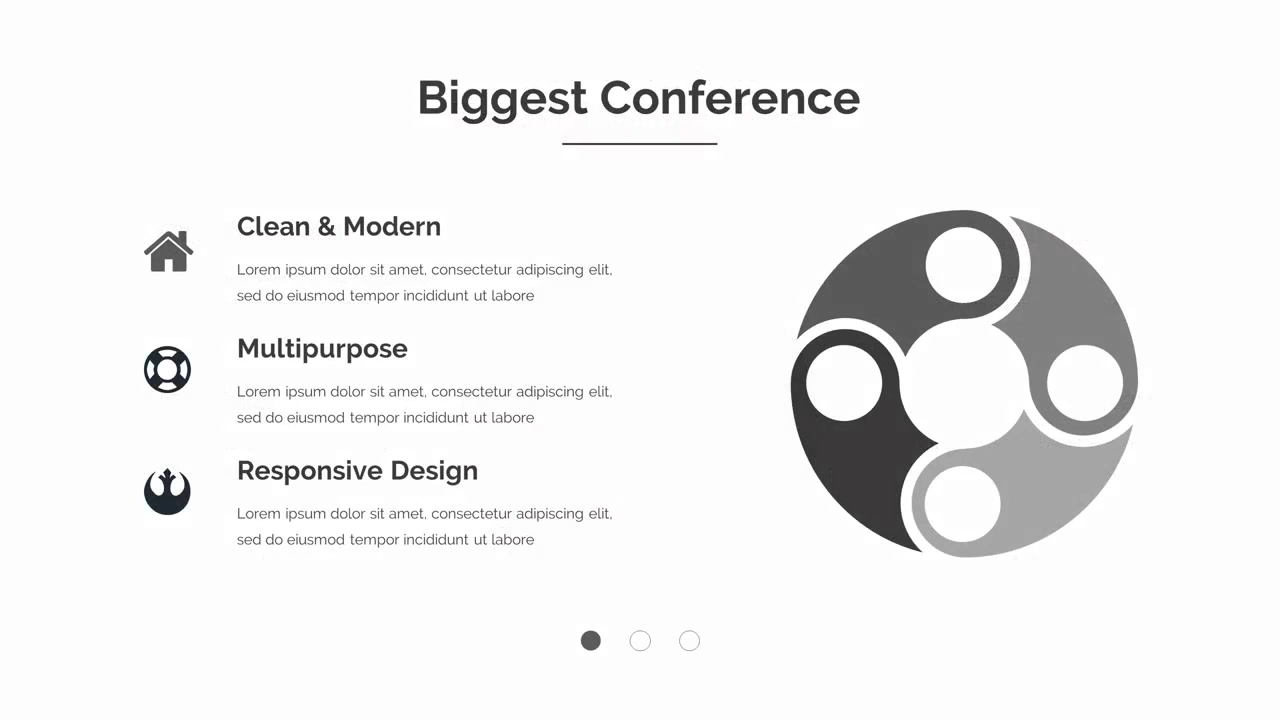 Biggest Conference
Clean & Modern
Lorem ipsum dolor sit amet, consectetur adipiscing elit,
sed do eiusmod tempor incididunt ut labore
Multipurpose
Lorem ipsum dolor sit amet, consectetur adipiscing elit,
sed do eiusmod tempor incididunt ut labore
Responsive Design
Lorem ipsum dolor sit amet, consectetur adipiscing elit,
sed do eiusmod tempor incididunt ut labore